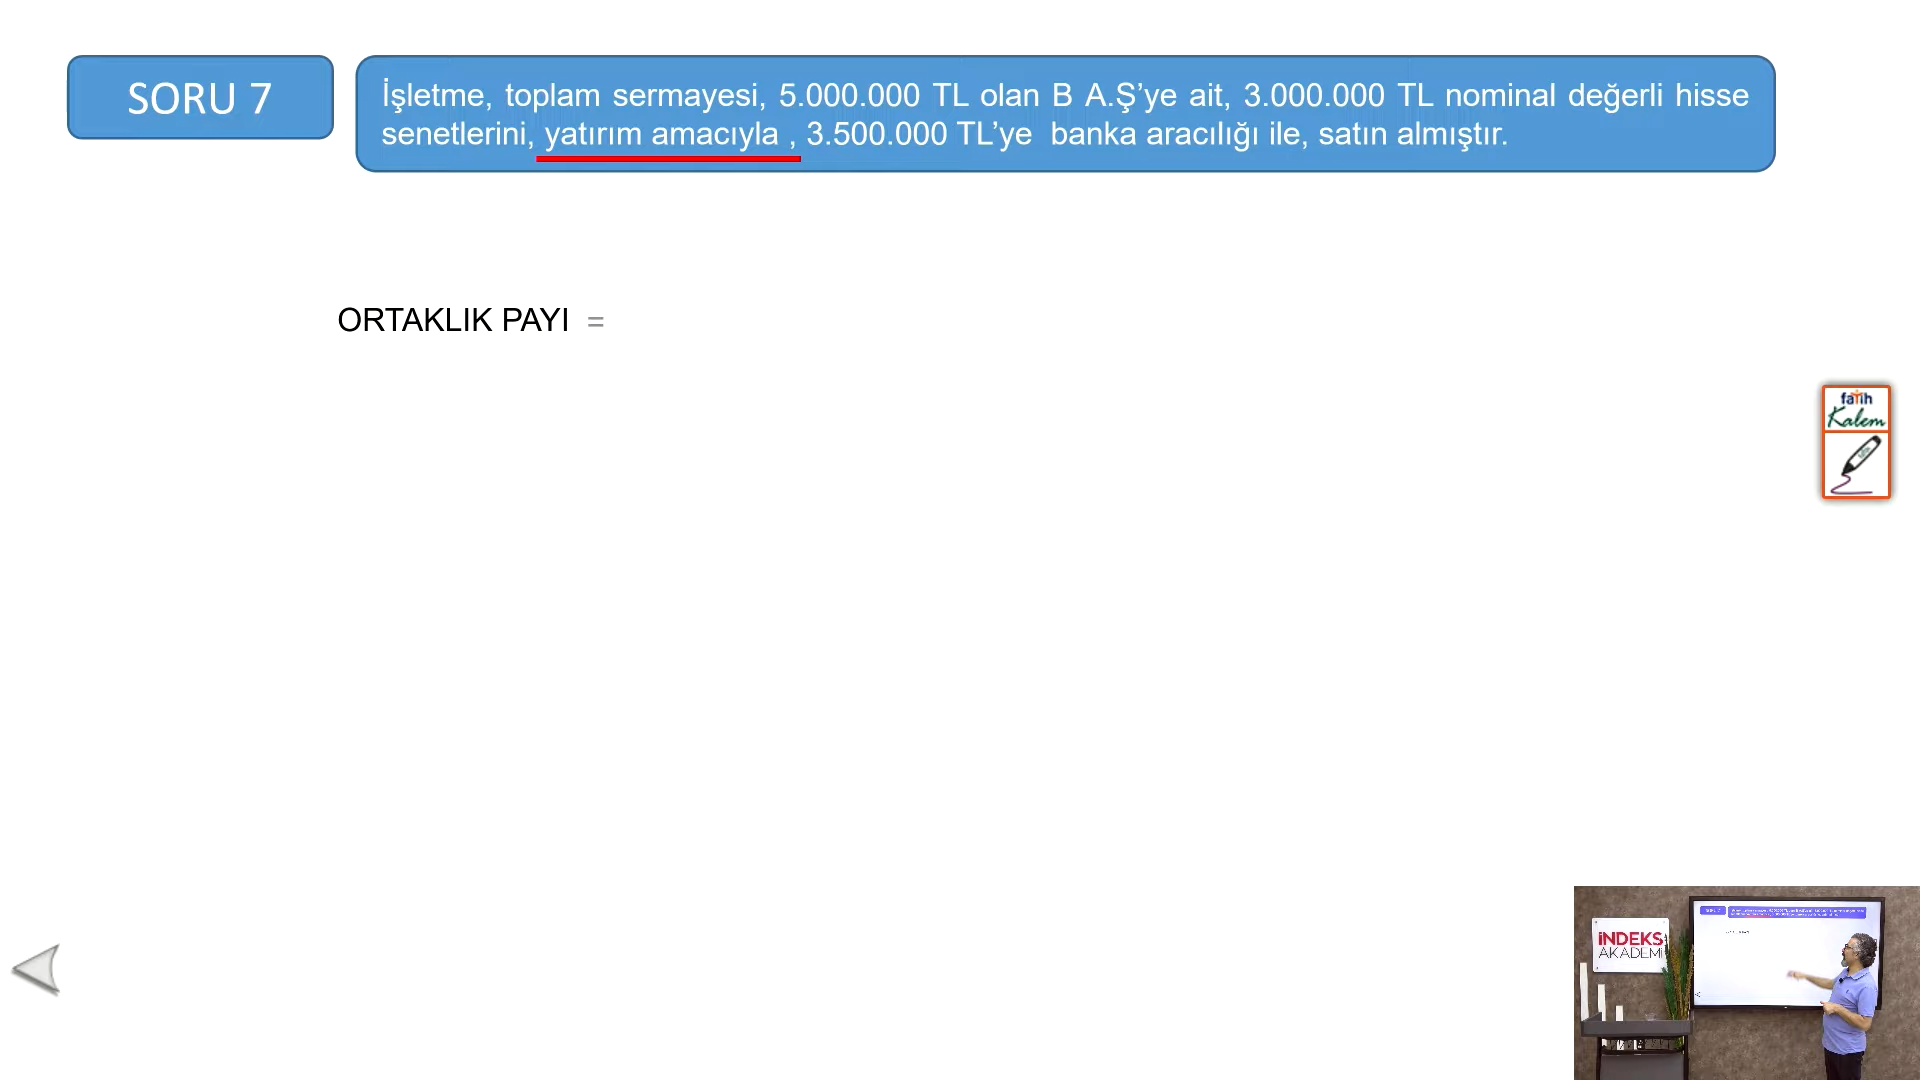 SORU 7
İşletme, toplam sermayesi, 5.000.000 TL olan B A.Ş’ye ait, 3.000.000 TL nominal değerli hisse
senetlerini, yatırım amacıyla , 3.500.000 TL’ye banka aracılığı ile, satın almıştır.
ORTAKLIK PAYI =
fatih
Kalem
İNDEKS
AKADEMİ